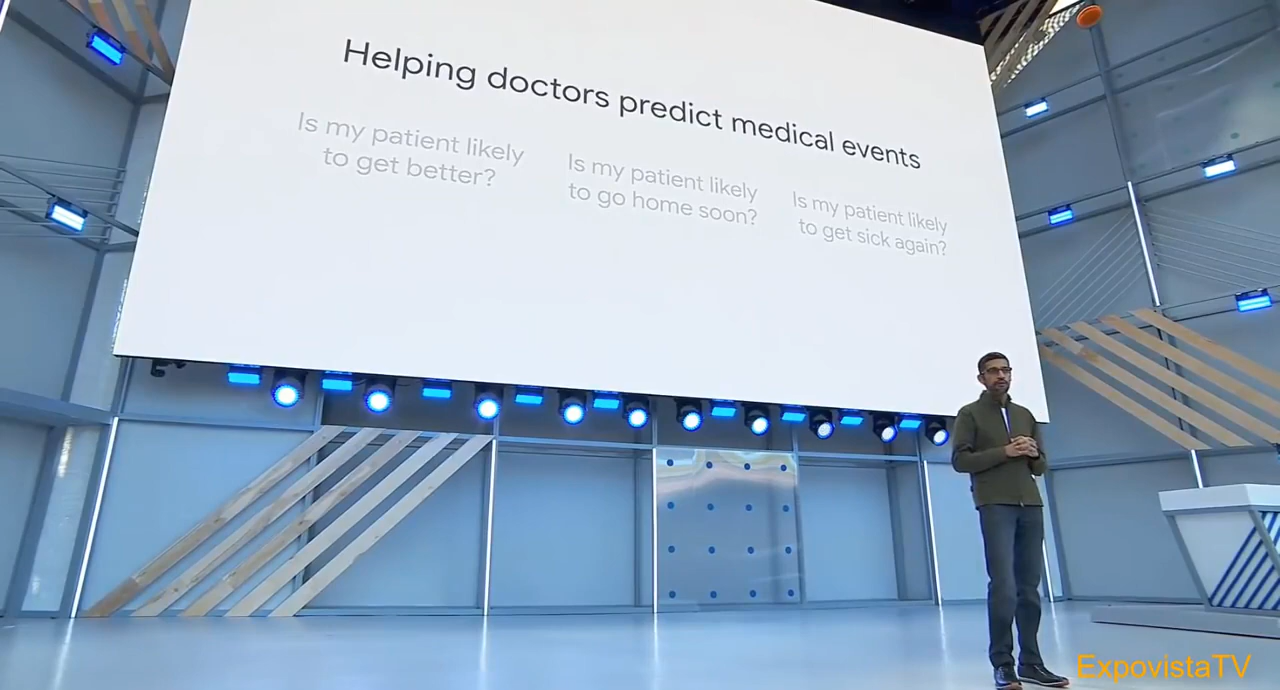 Helping doctors predict medical events
Is my patient likely
to get better?
Is my patient likely
to go home soon?
Is my patient likely
to get sick again?
ExpovistaTV